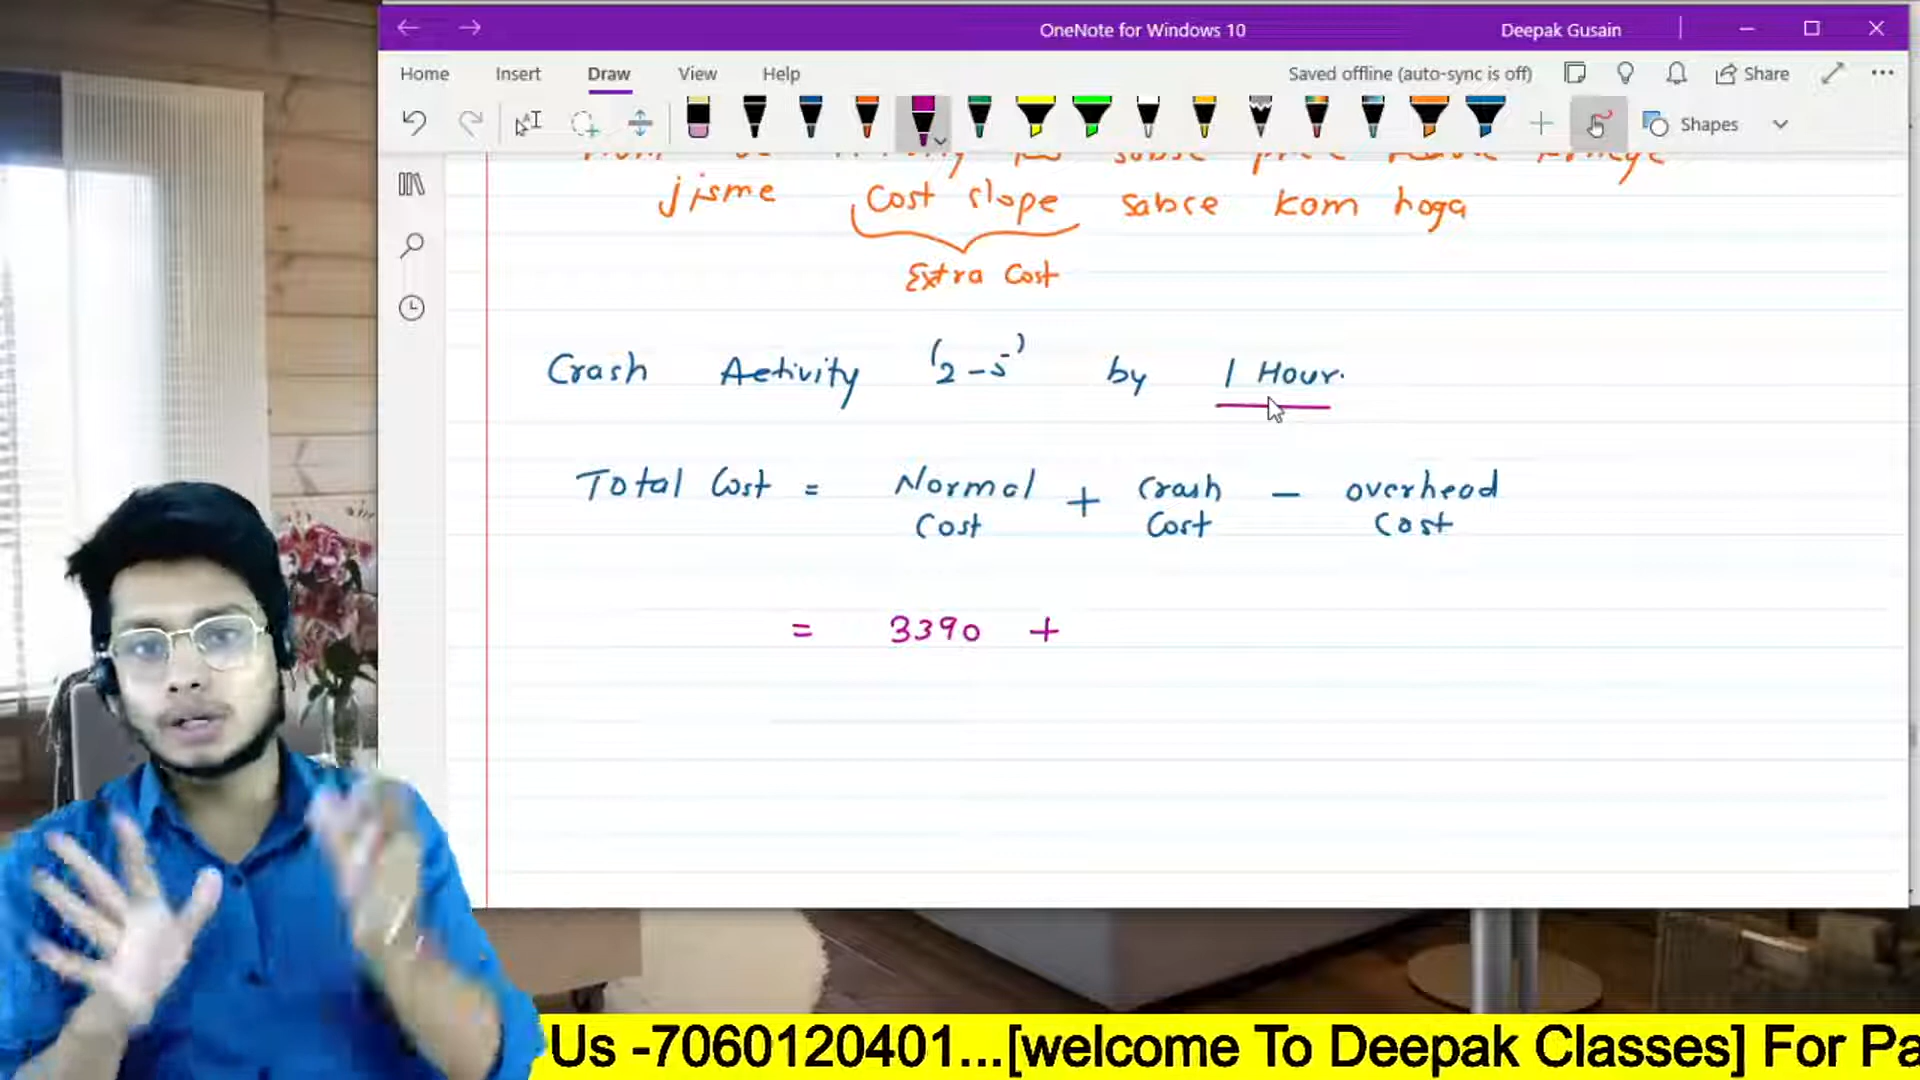 OneNote for Windows 10 Deepak Gusain
Home Insert Draw View Help Saved offline (auto-sync is off) Share
Shapes
jisme Cost slope sabse kam hoga
Extra Cost
Crash Activity (2-5) by 1 Hour.
Total Cost = Normal Cost + Crash Cost - overhead Cost
= 3390 +
Us -7060120401...[welcome To Deepak Classes] For Pa